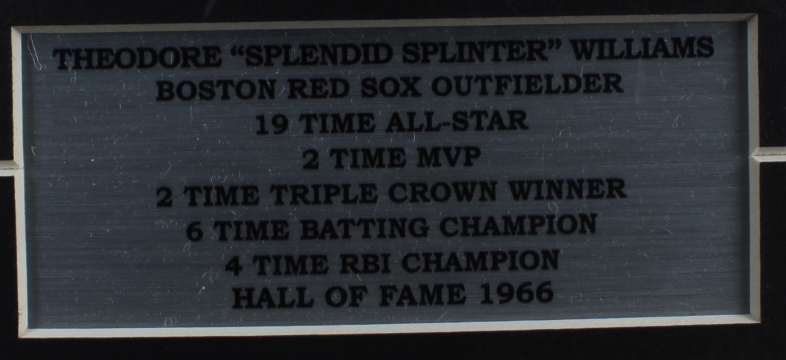 THEODORE “SPLENDID SPLINTER” WILLIAMS
BOSTON RED SOX OUTFIELDER
19 TIME ALL-STAR
2 TIME MVP
2 TIME TRIPLE CROWN WINNER
6 TIME BATTING CHAMPION
4 TIME RBI CHAMPION
HALL OF FAME 1966